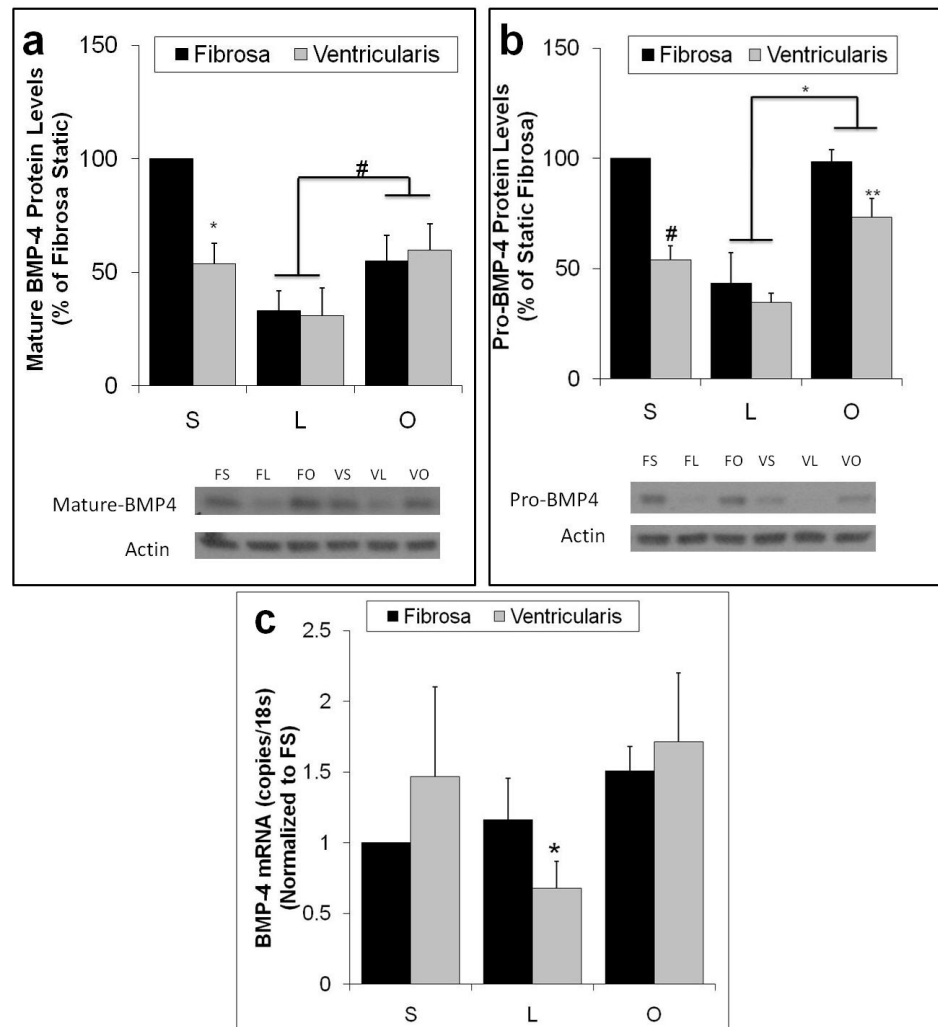 a
150
Fibrosa Ventricularis
100
50
0
Mature BMP-4 Protein Levels
(% of Fibrosa Static)
*
#
S L O
FS FL FO VS VL VO
Mature-BMP4
Actin
b
150
Fibrosa Ventricularis
100
50
0
Pro-BMP-4 Protein Levels
(% of Static Fibrosa)
#
*
**
S L O
FS FL FO VS VL VO
Pro-BMP4
Actin
c
Fibrosa Ventricularis
2.5
2
1.5
1
0.5
0
BMP-4 mRNA (copies/18s)
(Normalized to FS)
*
S L O